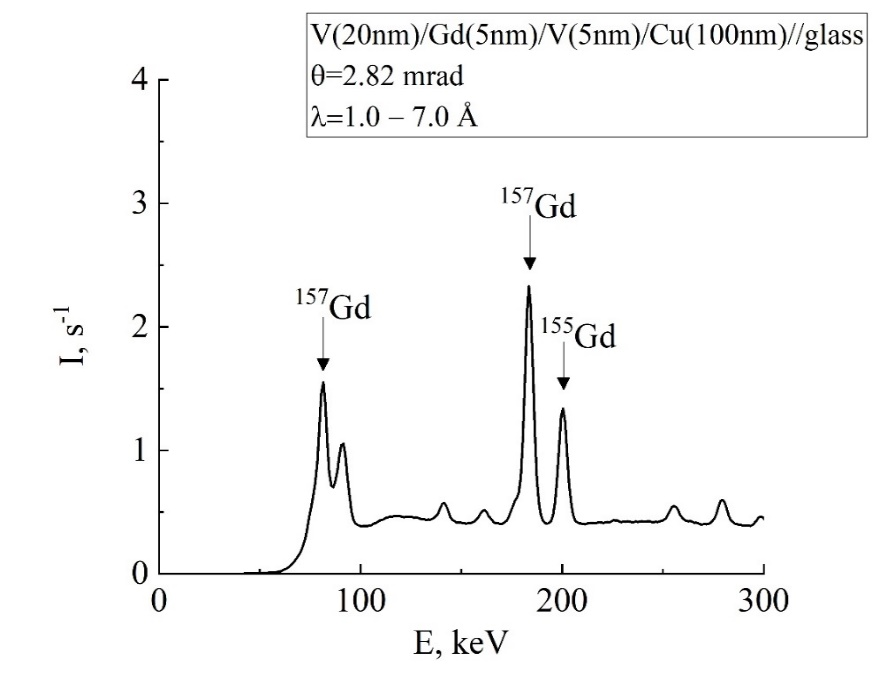 V(20nm)/Gd(5nm)/V(5nm)/Cu(100nm)//glass
θ=2.82 mrad
λ=1.0 – 7.0 Å
4
3
2
1
0
I, s⁻¹
¹⁵⁷Gd
¹⁵⁷Gd
¹⁵⁵Gd
0
100
200
300
E, keV